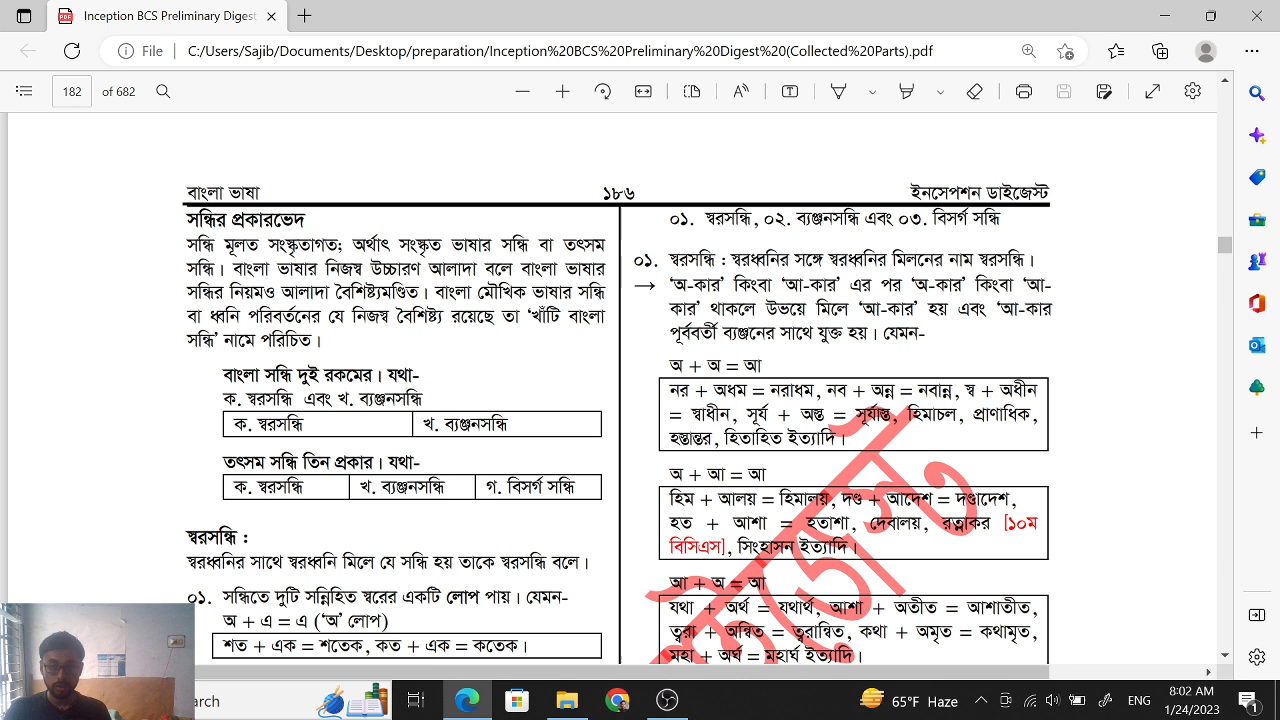 Inception BCS Preliminary Digest
File C:/Users/Sajib/Documents/Desktop/preparation/Inception%20BCS%20Preliminary%20Digest%20(Collected%20Parts).pdf
182 of 682
বাংলা ভাষা ১৮৬ ইনসেপশন ডাইজেস্ট
সন্ধির প্রকারভেদ
সন্ধি মূলত সংস্কৃতাগত; অর্থাৎ সংস্কৃত ভাষার সন্ধি বা তৎসম
সন্ধি। বাংলা ভাষার নিজস্ব উচ্চারণ আলাদা বলে বাংলা ভাষার
সন্ধির নিয়মও আলাদা বৈশিষ্ট্যমণ্ডিত। বাংলা মৌখিক ভাষার সন্ধি
বা ধ্বনি পরিবর্তনের যে নিজস্ব বৈশিষ্ট্য রয়েছে তা ‘খাঁটি বাংলা
সন্ধি’ নামে পরিচিত।
বাংলা সন্ধি দুই রকমের। যথা-
ক. স্বরসন্ধি এবং খ. ব্যঞ্জনসন্ধি
ক. স্বরসন্ধি খ. ব্যঞ্জনসন্ধি
তৎসম সন্ধি তিন প্রকার। যথা-
ক. স্বরসন্ধি খ. ব্যঞ্জনসন্ধি গ. বিসর্গ সন্ধি
স্বরসন্ধি :
স্বরধ্বনির সাথে স্বরধ্বনি মিলে যে সন্ধি হয় তাকে স্বরসন্ধি বলে।
০১. সন্ধিতে দুটি সন্নিহিত স্বরের একটি লোপ পায়। যেমন-
অ + এ = এ (‘অ’ লোপ)
শত + এক = শতেক, কত + এক = কতেক।
০১. স্বরসন্ধি, ০২. ব্যঞ্জনসন্ধি এবং ০৩. বিসর্গ সন্ধি
০১. স্বরসন্ধি : স্বরধ্বনির সঙ্গে স্বরধ্বনির মিলনের নাম স্বরসন্ধি।
→ ‘অ-কার’ কিংবা ‘আ-কার’ এর পর ‘অ-কার’ কিংবা ‘আ-
কার’ থাকলে উভয়ে মিলে ‘আ-কার’ হয় এবং ‘আ-কার
পূর্ববর্তী ব্যঞ্জনের সাথে যুক্ত হয়। যেমন-
অ + অ = আ
নর + অধম = নরাধম, নব + অন্ন = নবান্ন, স্ব + অধীন
= স্বাধীন, সূর্য + অস্ত = সূর্যাস্ত, হিমাচল, প্রাণাধিক,
হস্তান্তর, হিতাহিত ইত্যাদি।
অ + আ = আ
হিম + আলয় = হিমালয়, দণ্ড + আদেশ = দণ্ডাদেশ,
হত + আশা = হতাশা, দেবালয়, রত্নাকর [১০ম
বিসিএস], সিংহাসন ইত্যাদি।
আ + অ = আ
যথা + অর্থ = যথার্থ, আশা + অতীত = আশাতীত,
ত্বরা + অন্বিত = ত্বরান্বিত, কথা + অমৃত = কথামৃত,
মহা + অর্ঘ = মহার্ঘ ইত্যাদি।
arch
65°F Haze
ENG
8:02 AM
1/24/2023